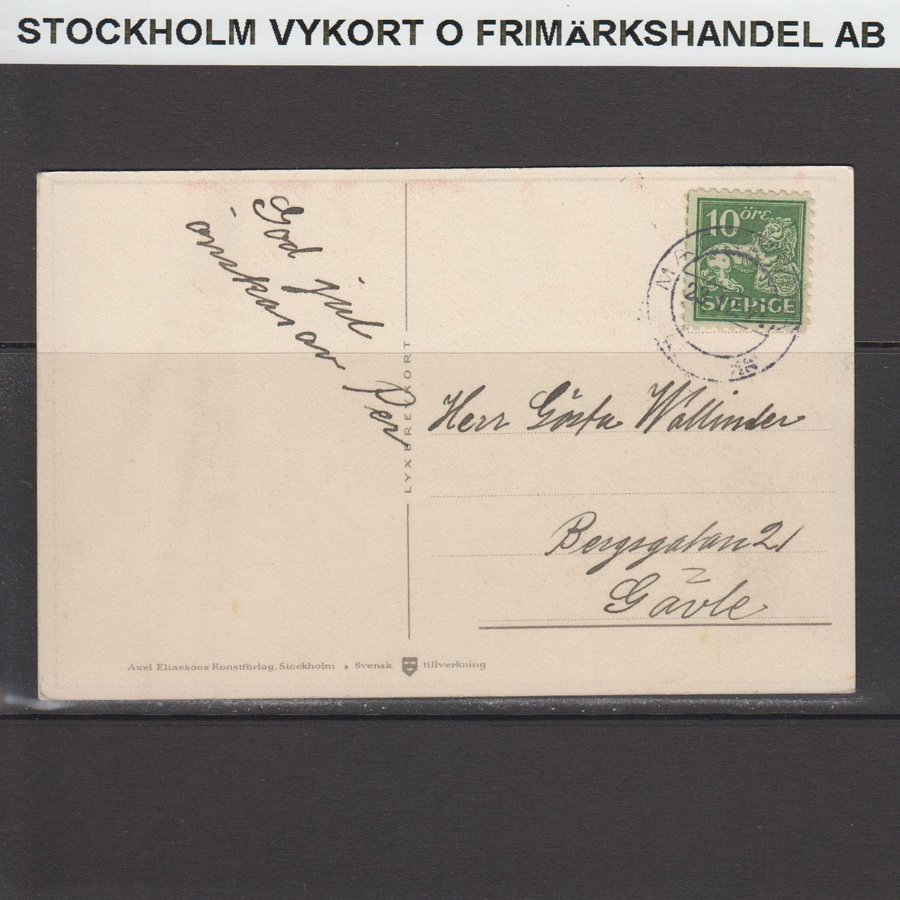 STOCKHOLM VYKORT O FRIMÄRKSHANDEL AB
God jul
önskas av Per
LYXBREVKORT
10 ÖRE
SVERIGE
Herr Gösta Wallinder
Bergsgatan 21
Gävle
Axel Eliassons Konstförlag. Stockholm • Svensk tillverkning